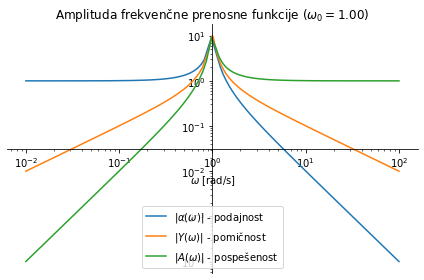 Amplituda frekvenčne prenosne funkcije (ω₀ = 1.00)
10¹
10⁻¹
10⁻²
10⁻¹
10⁰
10¹
10²
10⁻²
ω [rad/s]
|α(ω)| - podajnost
|Y(ω)| - pomičnost
|A(ω)| - pospešenost